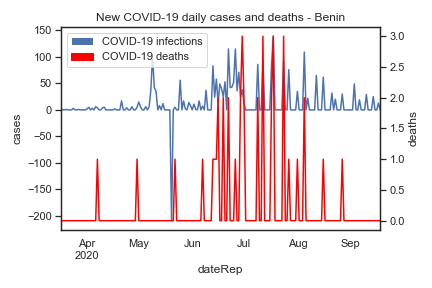 New COVID-19 daily cases and deaths - Benin
COVID-19 infections
COVID-19 deaths
150
100
50
0
−50
−100
−150
−200
cases
3.0
2.5
2.0
1.5
1.0
0.5
0.0
deaths
Apr
2020
May
Jun
Jul
Aug
Sep
dateRep